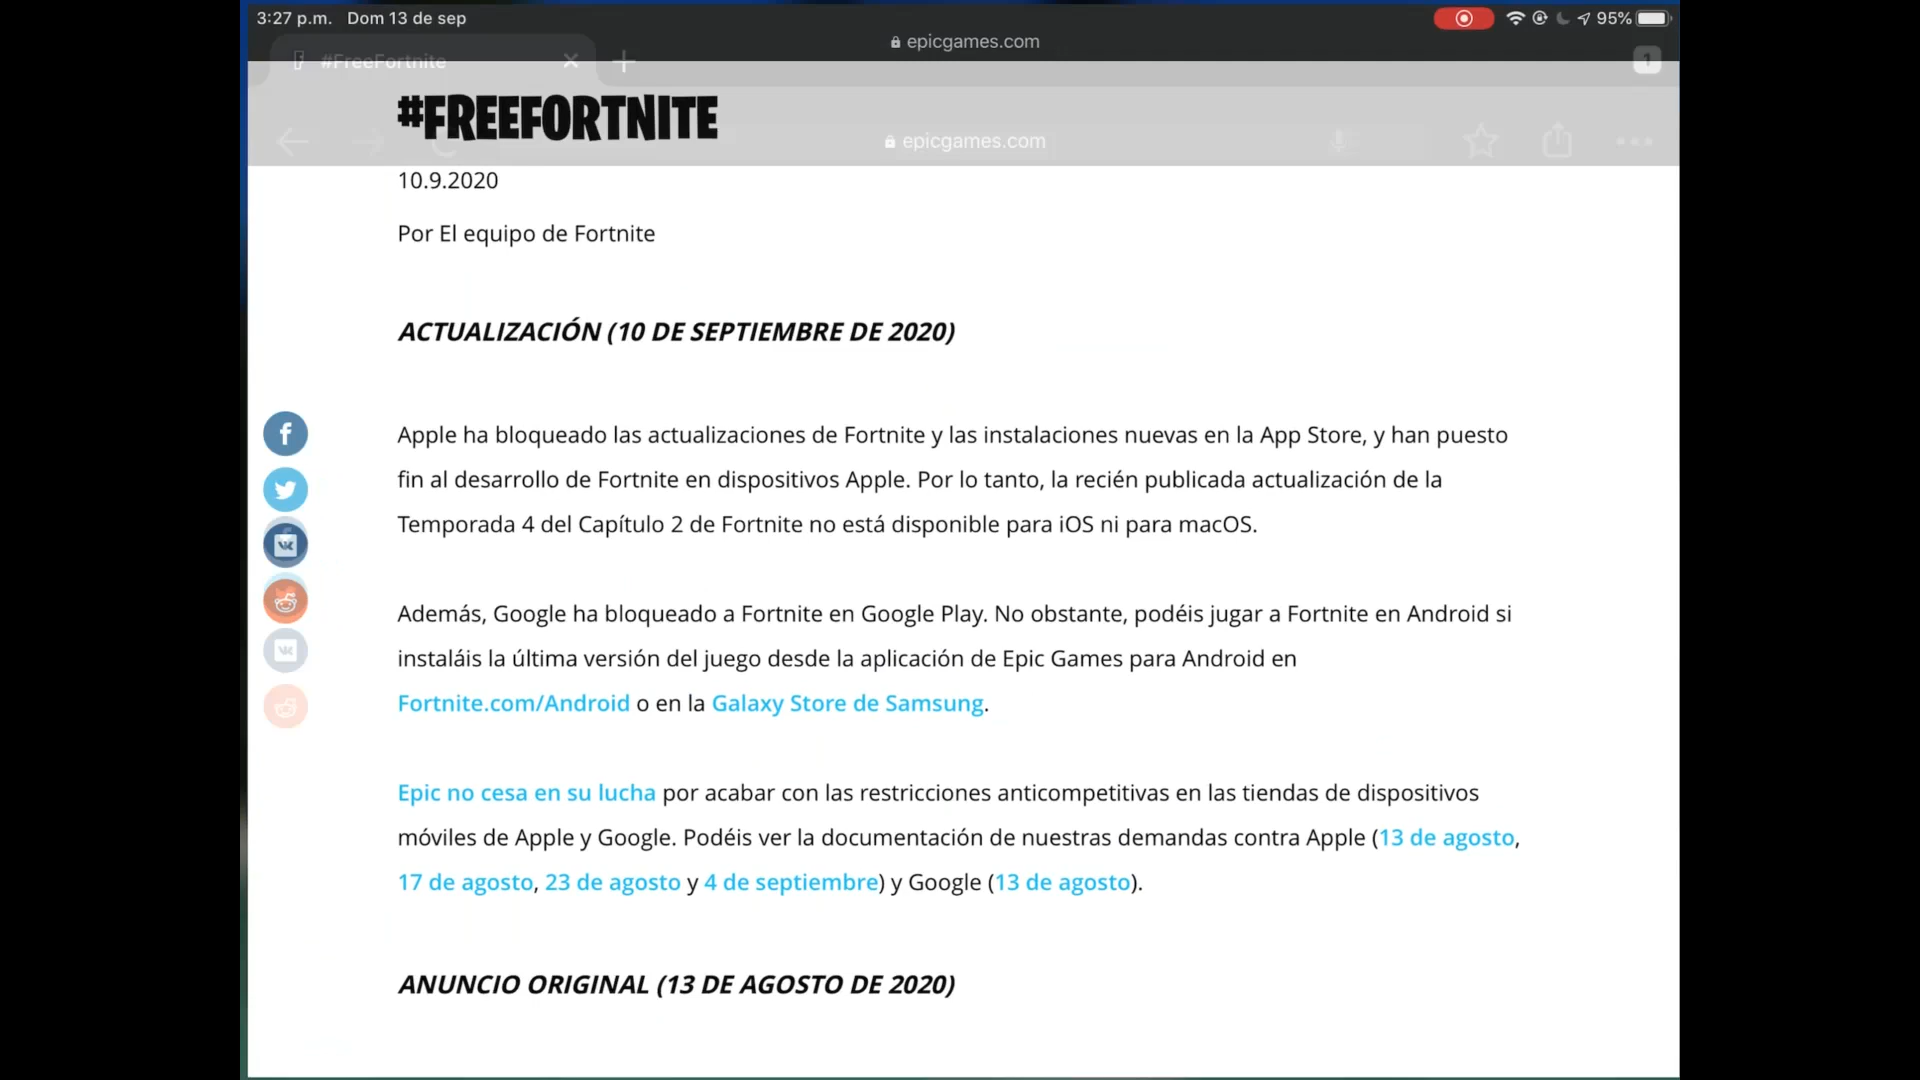 3:27 p.m. Dom 13 de sep
95%
epicgames.com
#FreeFortnite
1
#FREEFORTNITE
epicgames.com
10.9.2020
Por El equipo de Fortnite
ACTUALIZACIÓN (10 DE SEPTIEMBRE DE 2020)
Apple ha bloqueado las actualizaciones de Fortnite y las instalaciones nuevas en la App Store, y han puesto
fin al desarrollo de Fortnite en dispositivos Apple. Por lo tanto, la recién publicada actualización de la
Temporada 4 del Capítulo 2 de Fortnite no está disponible para iOS ni para macOS.
Además, Google ha bloqueado a Fortnite en Google Play. No obstante, podéis jugar a Fortnite en Android si
instaláis la última versión del juego desde la aplicación de Epic Games para Android en
Fortnite.com/Android o en la Galaxy Store de Samsung.
Epic no cesa en su lucha por acabar con las restricciones anticompetitivas en las tiendas de dispositivos
móviles de Apple y Google. Podéis ver la documentación de nuestras demandas contra Apple (13 de agosto,
17 de agosto, 23 de agosto y 4 de septiembre) y Google (13 de agosto).
ANUNCIO ORIGINAL (13 DE AGOSTO DE 2020)